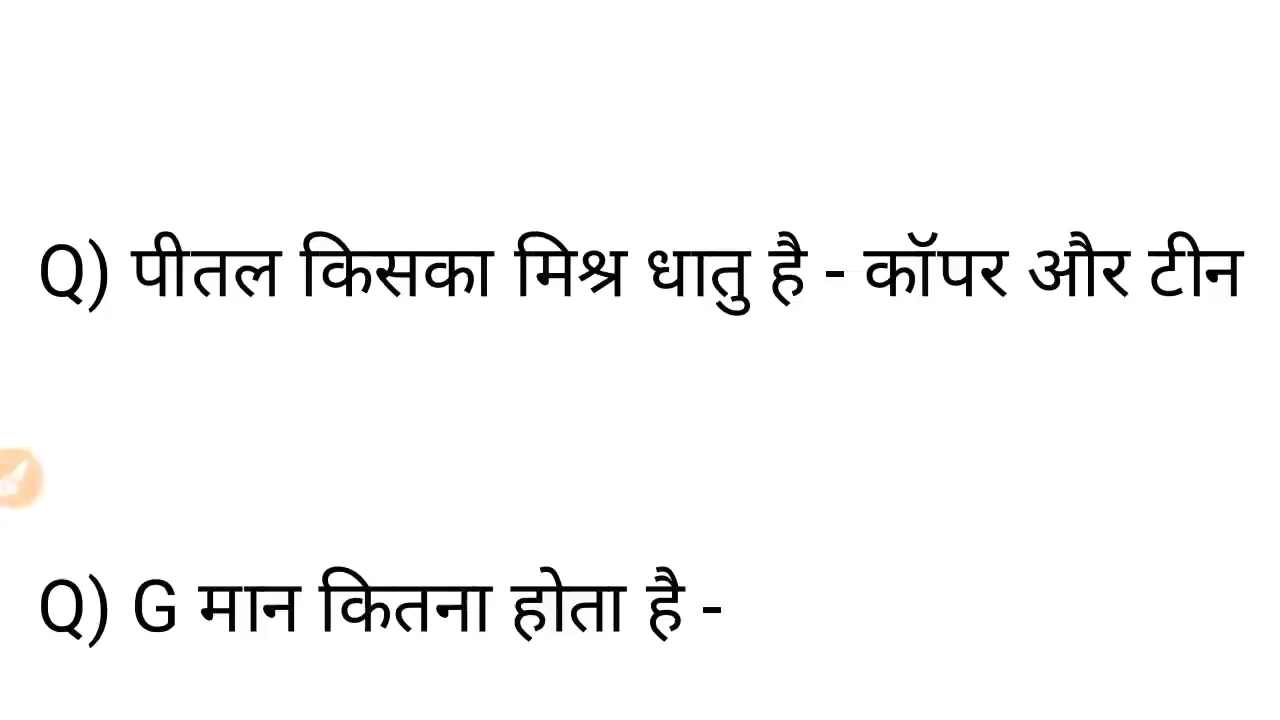 Q) पीतल किसका मिश्र धातु है - कॉपर और टीन
Q) G मान कितना होता है -